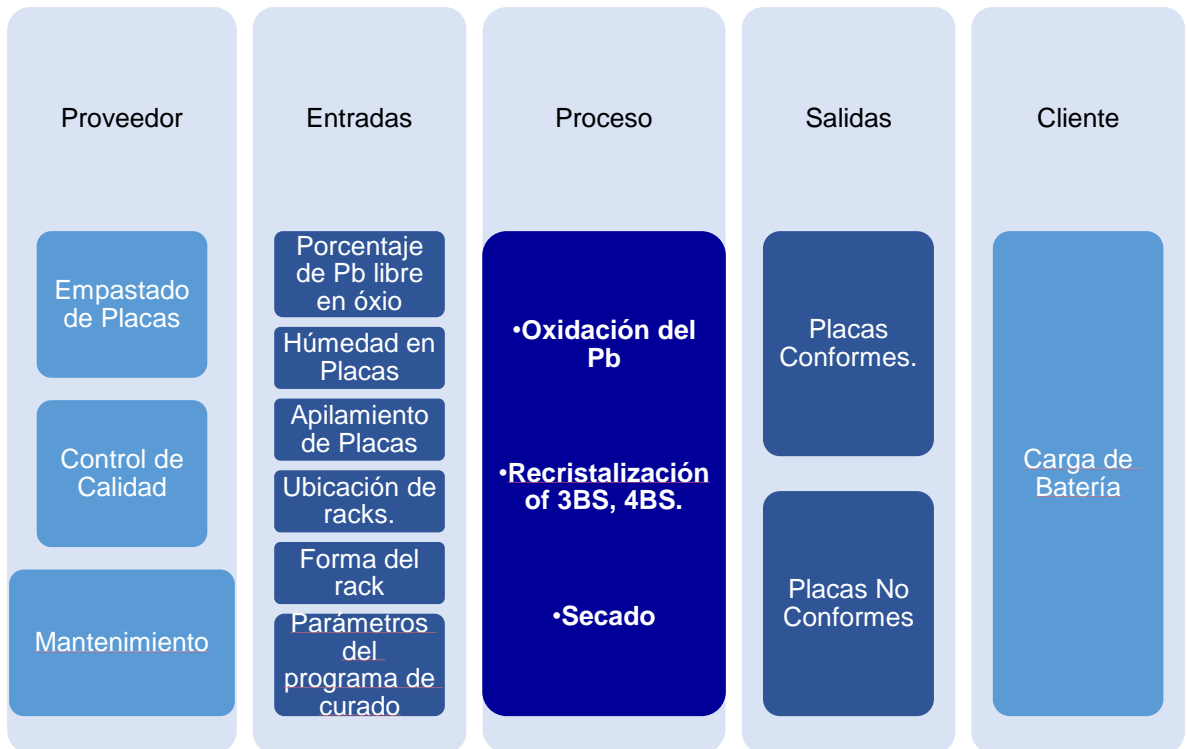 Proveedor
Empastado
de Placas
Control de
Calidad
Mantenimiento
Entradas
Porcentaje
de Pb libre
en óxio
Húmedad en
Placas
Apilamiento
de Placas
Ubicación de
racks.
Forma del
rack
Parámetros
del
programa de
curado
Proceso
•Oxidación del
Pb
•Recristalización
of 3BS, 4BS.
•Secado
Salidas
Placas
Conformes.
Placas No
Conformes
Cliente
Carga de
Batería